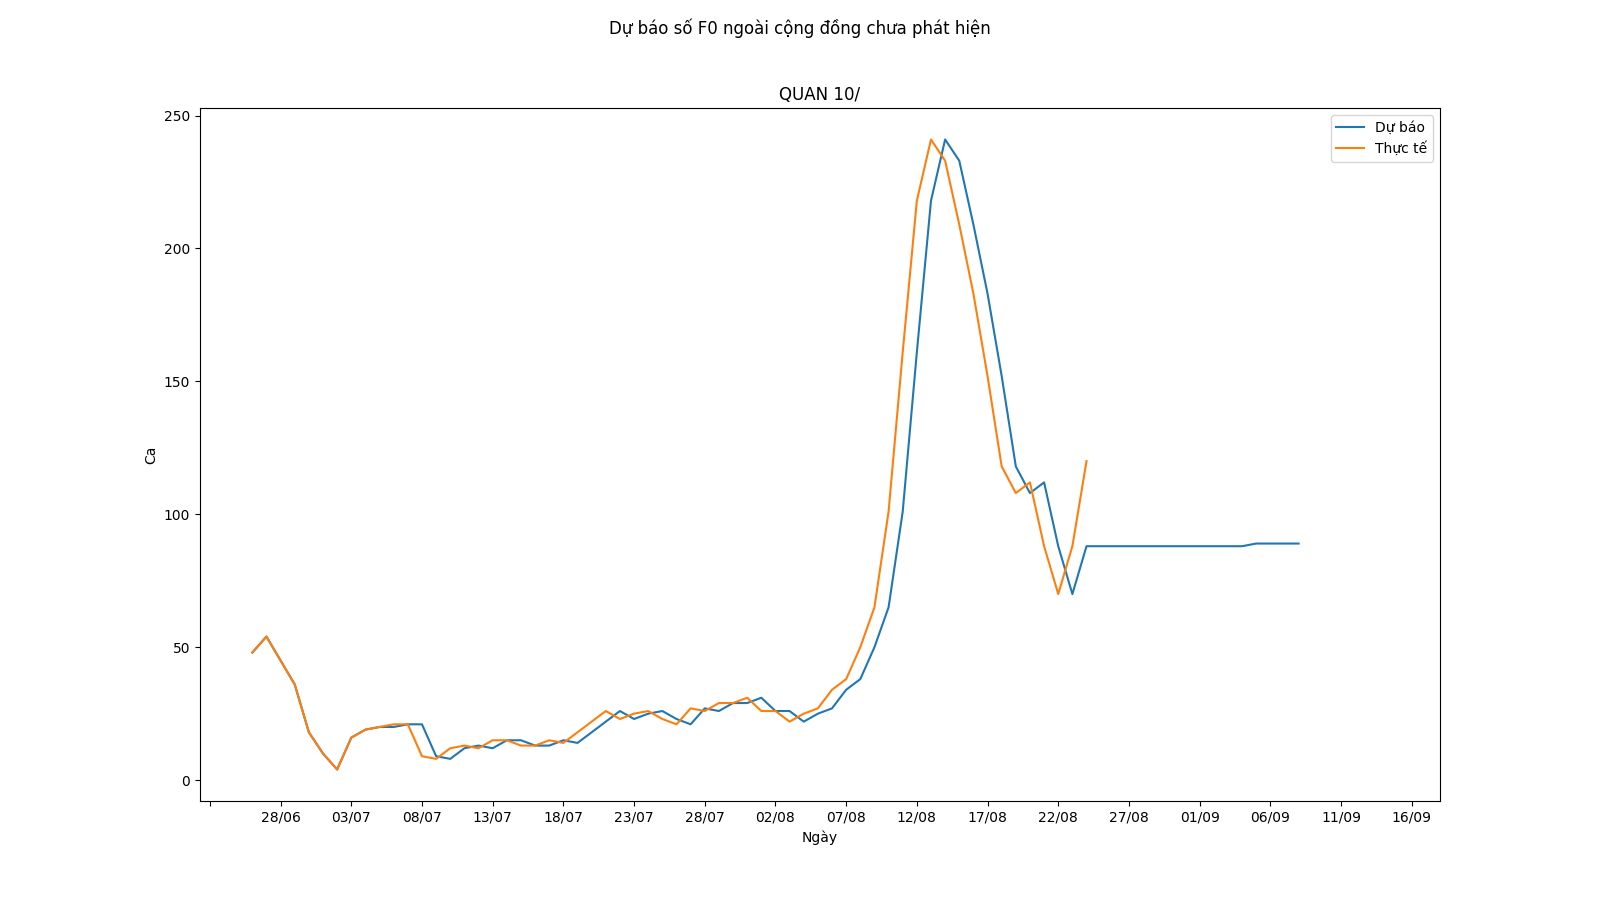 Dự báo số F0 ngoài cộng đồng chưa phát hiện
QUAN 10/
Dự báo
Thực tế
250
200
150
100
50
0
Ca
28/06 03/07 08/07 13/07 18/07 23/07 28/07 02/08 07/08 12/08 17/08 22/08 27/08 01/09 06/09 11/09 16/09
Ngày